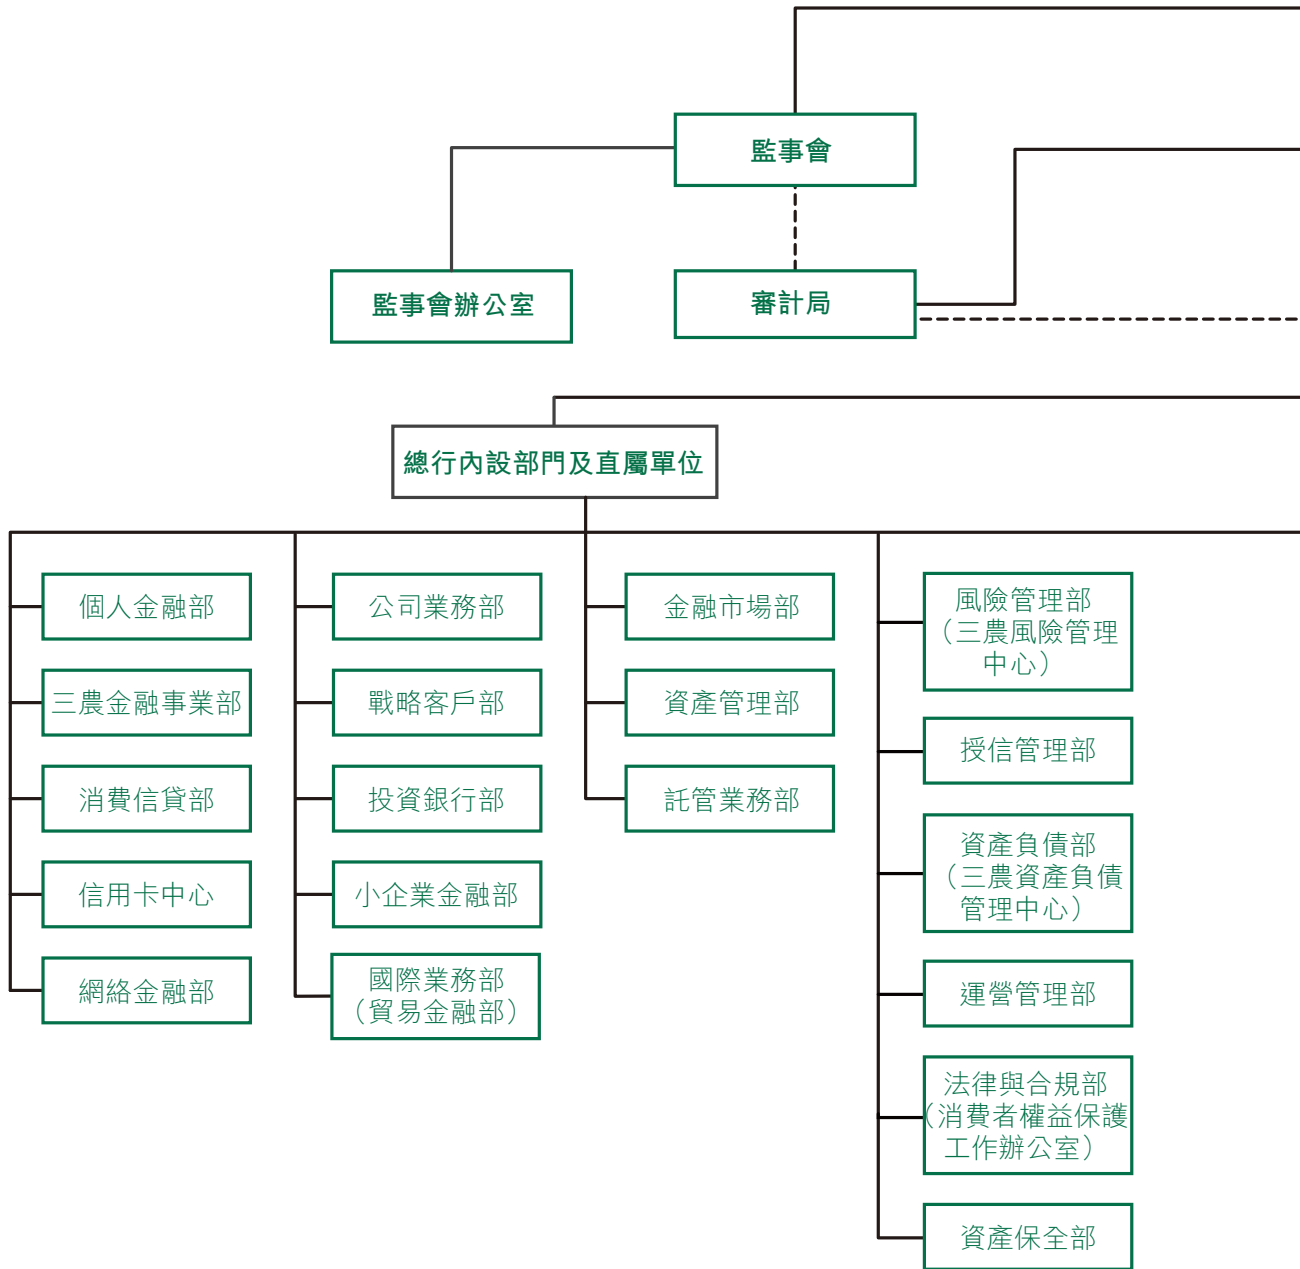 監事會
監事會辦公室
審計局
總行內設部門及直屬單位
個人金融部
三農金融事業部
消費信貸部
信用卡中心
網絡金融部
公司業務部
戰略客戶部
投資銀行部
小企業金融部
國際業務部
（貿易金融部）
金融市場部
資產管理部
託管業務部
風險管理部
（三農風險管理
中心）
授信管理部
資產負債部
（三農資產負債
管理中心）
運營管理部
法律與合規部
（消費者權益保護
工作辦公室）
資產保全部